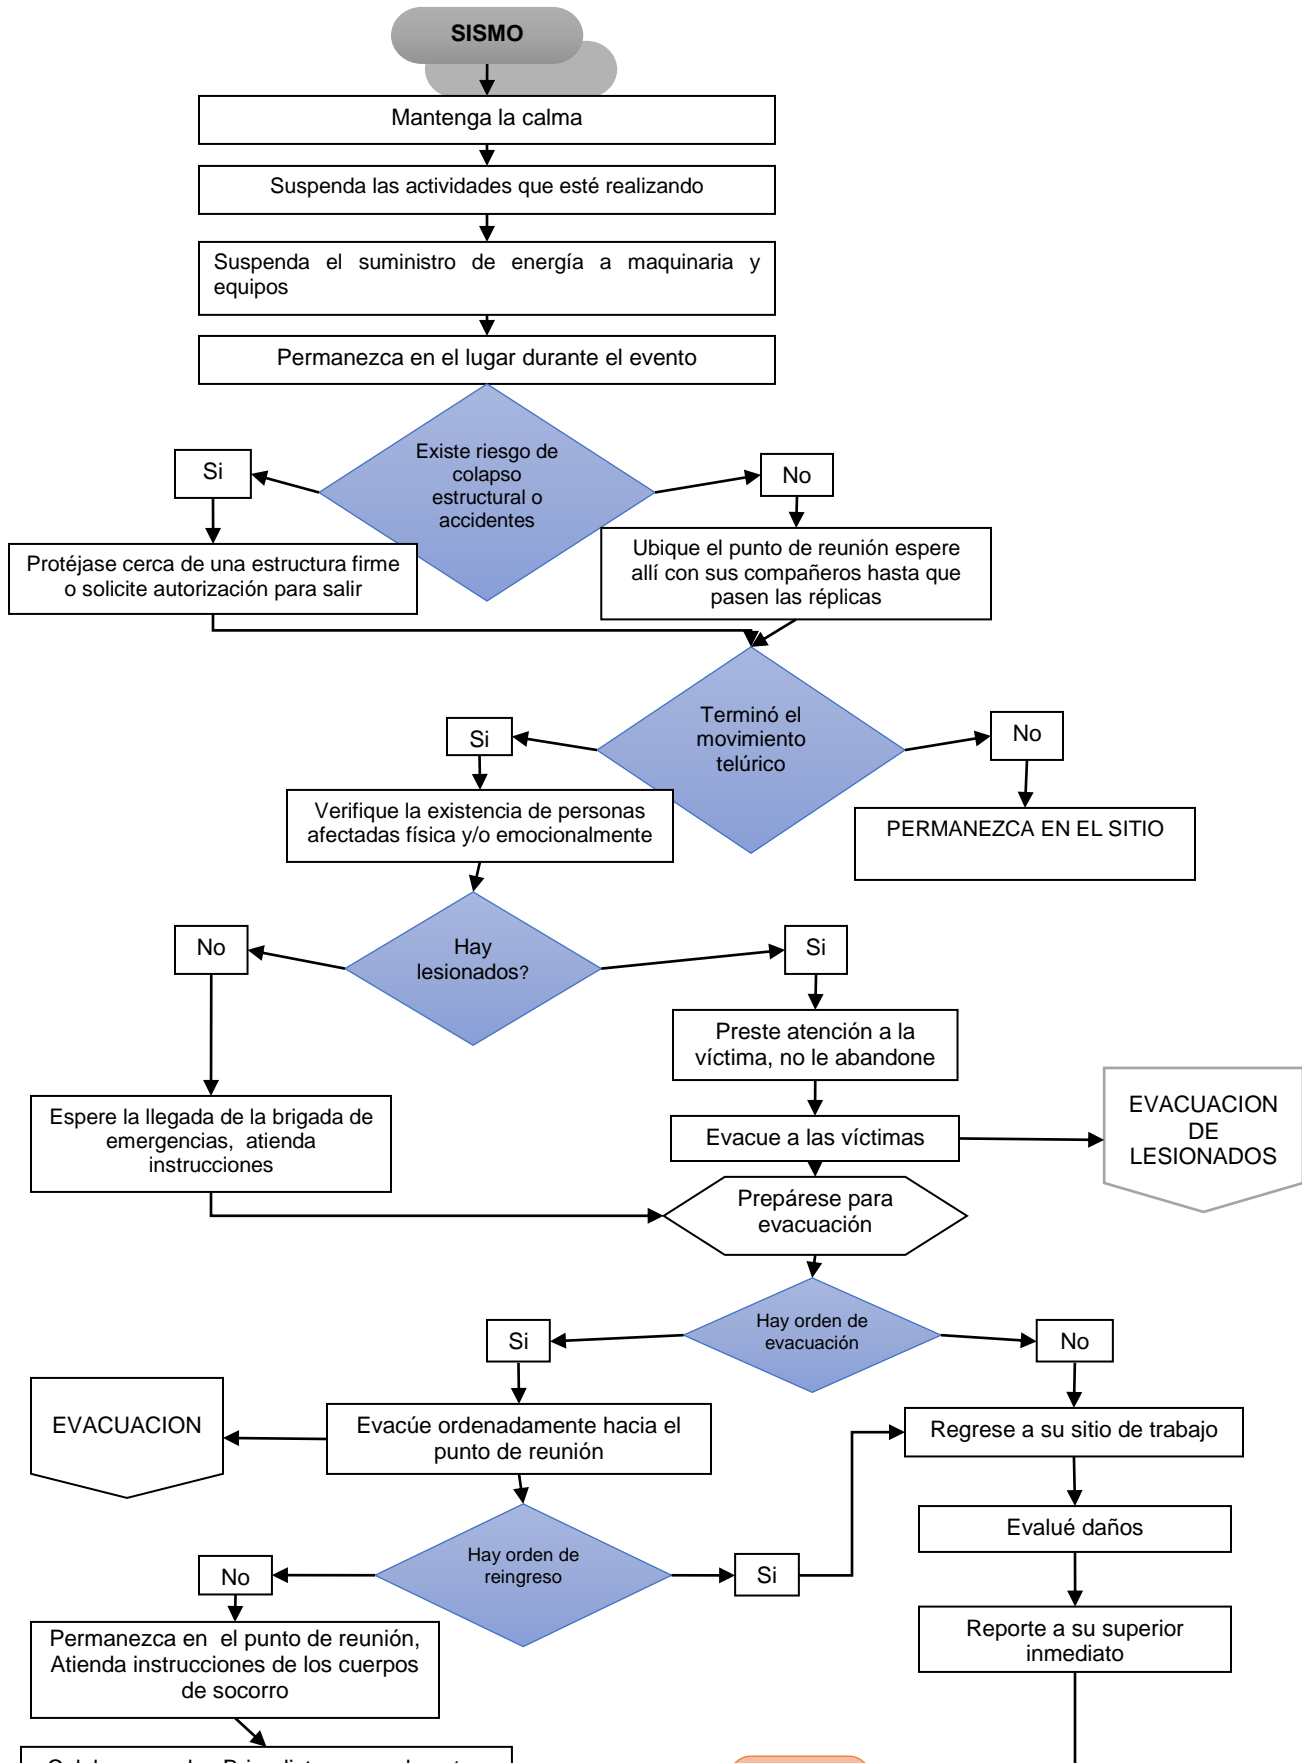 SISMO
Mantenga la calma
Suspenda las actividades que esté realizando
Suspenda el suministro de energía a maquinaria y
equipos
Permanezca en el lugar durante el evento
Existe riesgo de
colapso
estructural o
accidentes
Si
No
Protéjase cerca de una estructura firme
o solicite autorización para salir
Ubique el punto de reunión espere
allí con sus compañeros hasta que
pasen las réplicas
Terminó el
movimiento
telúrico
Si
No
Verifique la existencia de personas
afectadas física y/o emocionalmente
PERMANEZCA EN EL SITIO
Hay
lesionados?
No
Si
Preste atención a la
víctima, no le abandone
Espere la llegada de la brigada de
emergencias, atienda
instrucciones
Evacue a las víctimas
EVACUACION
DE
LESIONADOS
Prepárese para
evacuación
Hay orden de
evacuación
Si
No
EVACUACION
Evacúe ordenadamente hacia el
punto de reunión
Regrese a su sitio de trabajo
Evalué daños
Hay orden de
reingreso
No
Si
Permanezca en el punto de reunión,
Atienda instrucciones de los cuerpos
de socorro
Reporte a su superior
inmediato